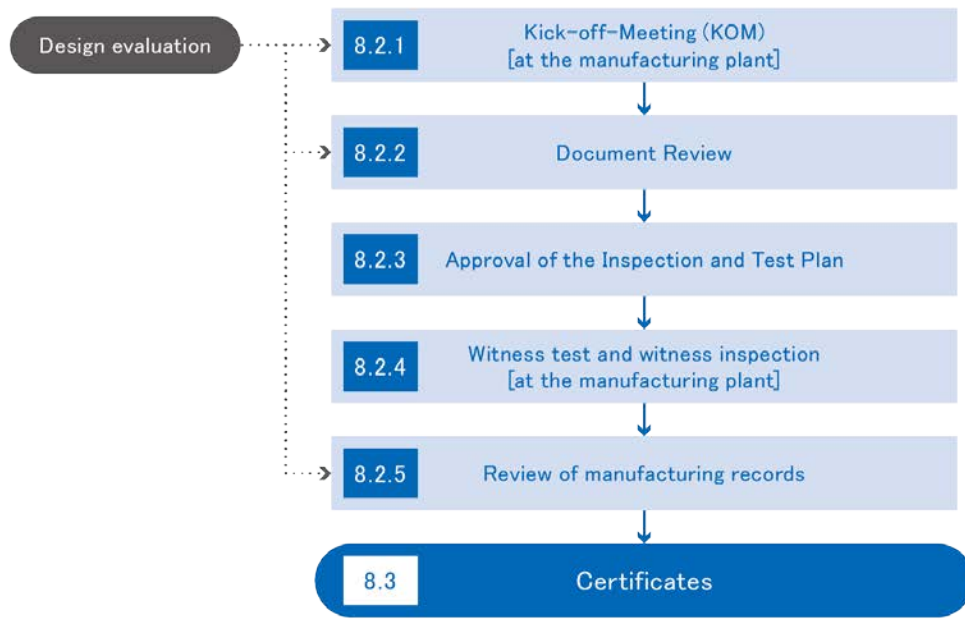 Design evaluation
8.2.1
Kick-off-Meeting (KOM)
[at the manufacturing plant]
8.2.2
Document Review
8.2.3
Approval of the Inspection and Test Plan
8.2.4
Witness test and witness inspection
[at the manufacturing plant]
8.2.5
Review of manufacturing records
8.3
Certificates